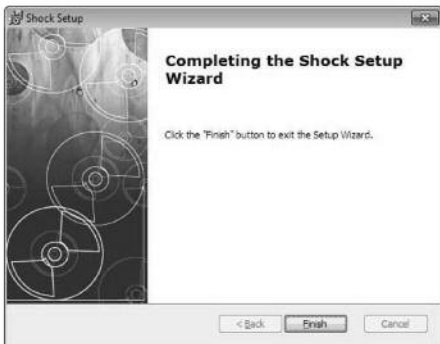 Shock Setup
Completing the Shock Setup
Wizard
Click the "Finish" button to exit the Setup Wizard.
< Back
Finish
Cancel